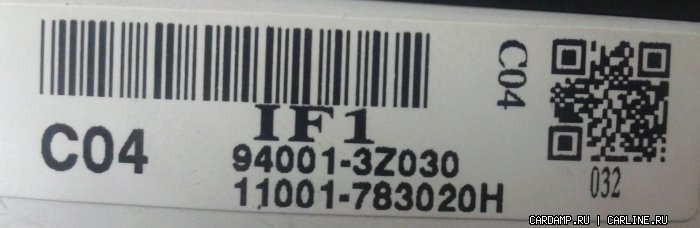 IF1
C04
94001-3Z030
11001-783020H
C04
032
CARDAMP.RU | CARLINE.RU